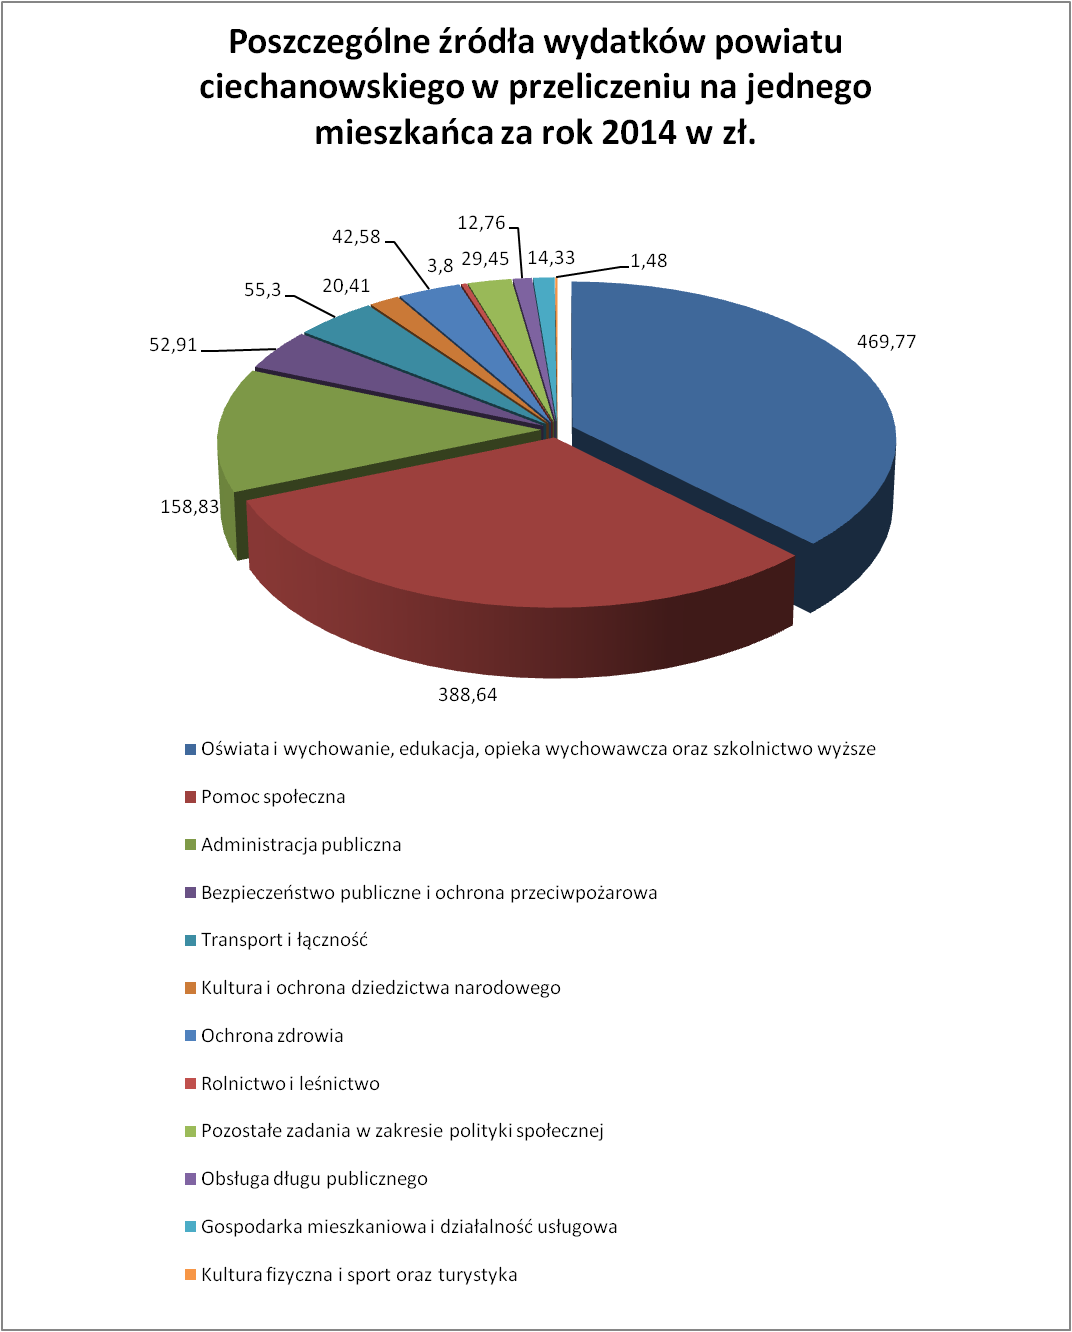 Poszczególne źródła wydatków powiatu
ciechanowskiego w przeliczeniu na jednego
mieszkańca za rok 2014 w zł.
12,76
42,58
3,8
29,45
14,33
1,48
20,41
55,3
52,91
469,77
158,83
388,64
Oświata i wychowanie, edukacja, opieka wychowawcza oraz szkolnictwo wyższe
Pomoc społeczna
Administracja publiczna
Bezpieczeństwo publiczne i ochrona przeciwpożarowa
Transport i łączność
Kultura i ochrona dziedzictwa narodowego
Ochrona zdrowia
Rolnictwo i leśnictwo
Pozostałe zadania w zakresie polityki społecznej
Obsługa długu publicznego
Gospodarka mieszkaniowa i działalność usługowa
Kultura fizyczna i sport oraz turystyka